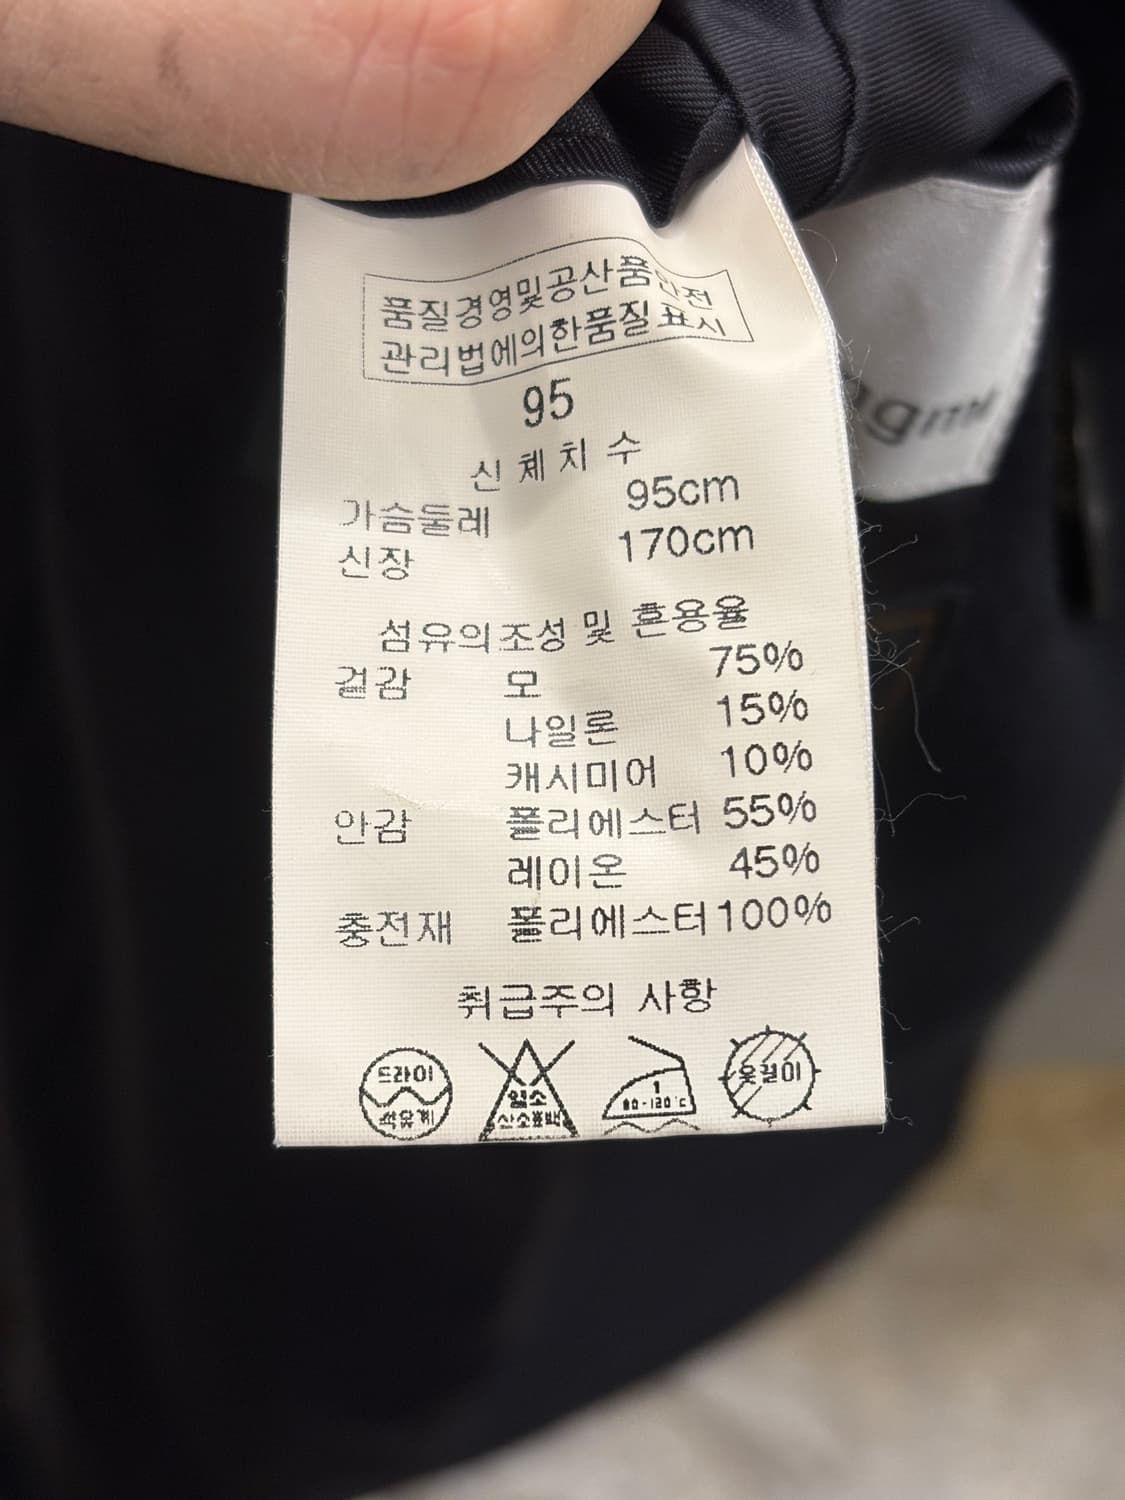 품질경영및공산품안전
관리법에의한품질표시
95
신체치수
가슴둘레 95cm
신장 170cm
섬유의조성 및 혼용율
겉감 모 75%
나일론 15%
캐시미어 10%
안감 폴리에스터 55%
레이온 45%
충전재 폴리에스터 100%
취급주의 사항
드라이
석유계
염소
산소표백
1
80-120℃
옷걸이